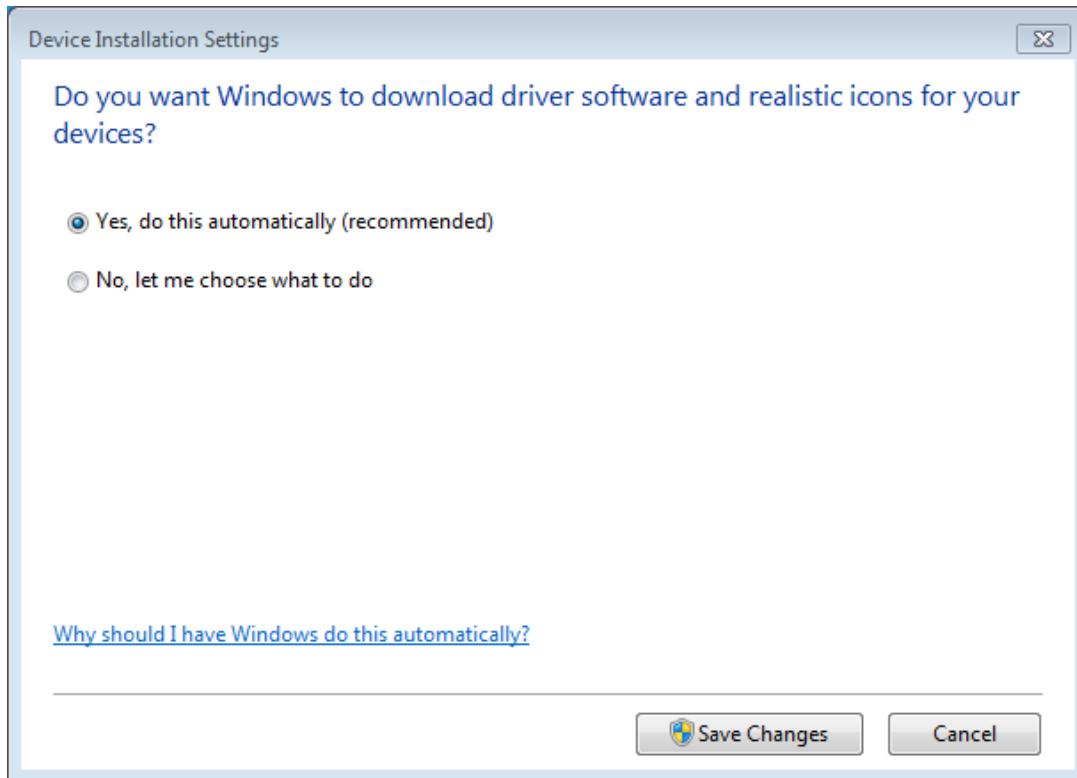 Device Installation Settings
Do you want Windows to download driver software and realistic icons for your
devices?
Yes, do this automatically (recommended)
No, let me choose what to do
Why should I have Windows do this automatically?
Save Changes
Cancel